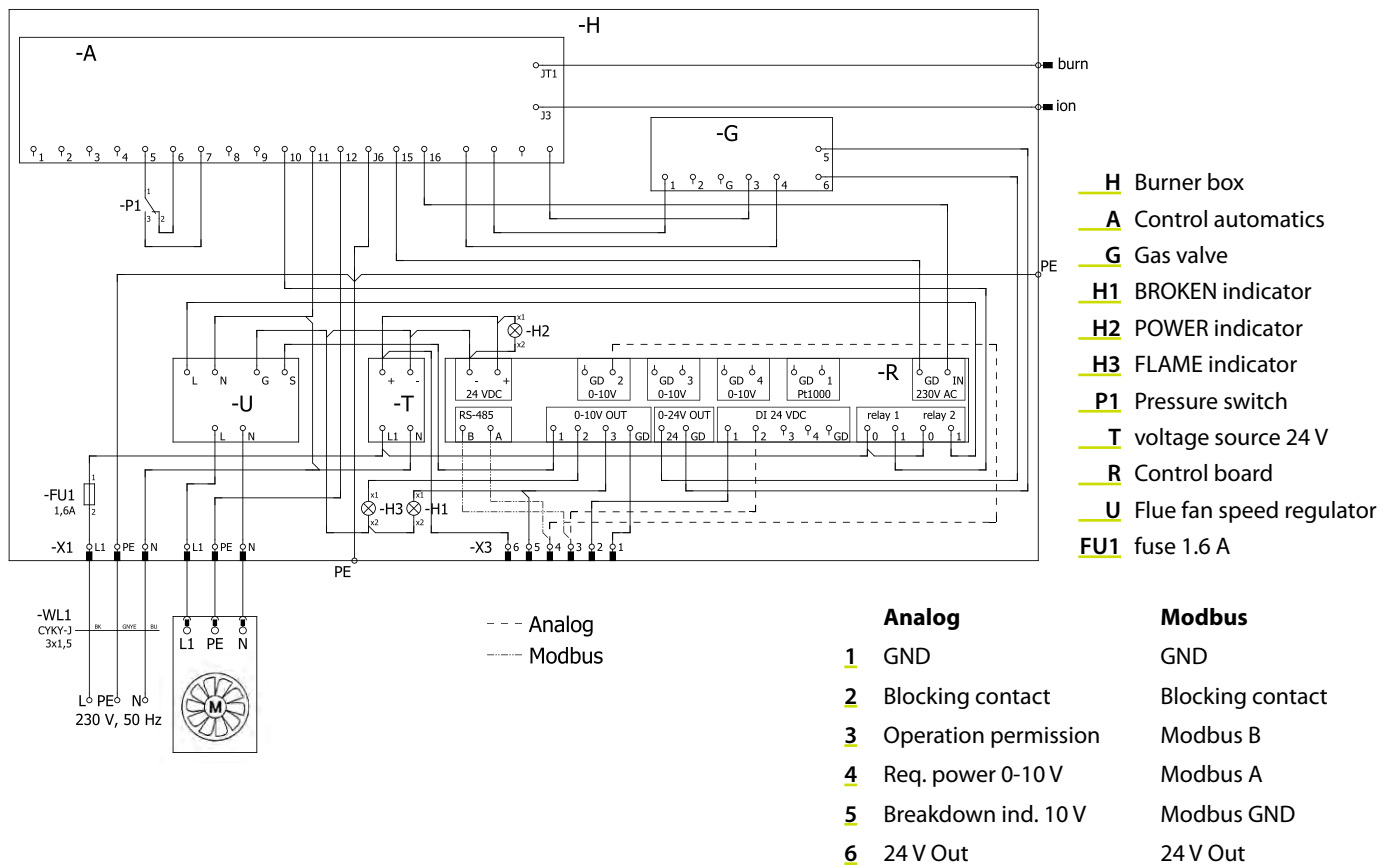 -H
-A
JT1
burn
J3
ion
-G
1 2 3 4 5 6 7 8 9 10 11 12 J6 15 16
5
1 2 G 3 4 6
1
-P1
3 2
PE
x1
-H2
x2
L N G S
+ -
- +
24 VDC
GD 2
0-10V
GD 3
0-10V
GD 4
0-10V
GD 1
Pt1000
-R
GD IN
230V AC
-U
-T
RS-485
0-10V OUT
0-24V OUT
DI 24 VDC
relay 1 relay 2
L N
L1 N
B A
1 2 3 GD
24 GD
1 2 3 4 GD
0 1 0 1
1
-FU1
1,6A
2
x1
-H3
x2
x1
-H1
x2
-X1 L1 PE N
L1 PE N
-X3 6 5 4 3 2 1
PE
-WL1
CYKY-J
3x1,5
BK GNYE BU
L1 PE N
M
L PE N
230 V, 50 Hz
Analog
Modbus
H Burner box
A Control automatics
G Gas valve
H1 BROKEN indicator
H2 POWER indicator
H3 FLAME indicator
P1 Pressure switch
T voltage source 24 V
R Control board
U Flue fan speed regulator
FU1 fuse 1.6 A
Analog Modbus
1 GND GND
2 Blocking contact Blocking contact
3 Operation permission Modbus B
4 Req. power 0-10 V Modbus A
5 Breakdown ind. 10 V Modbus GND
6 24 V Out 24 V Out